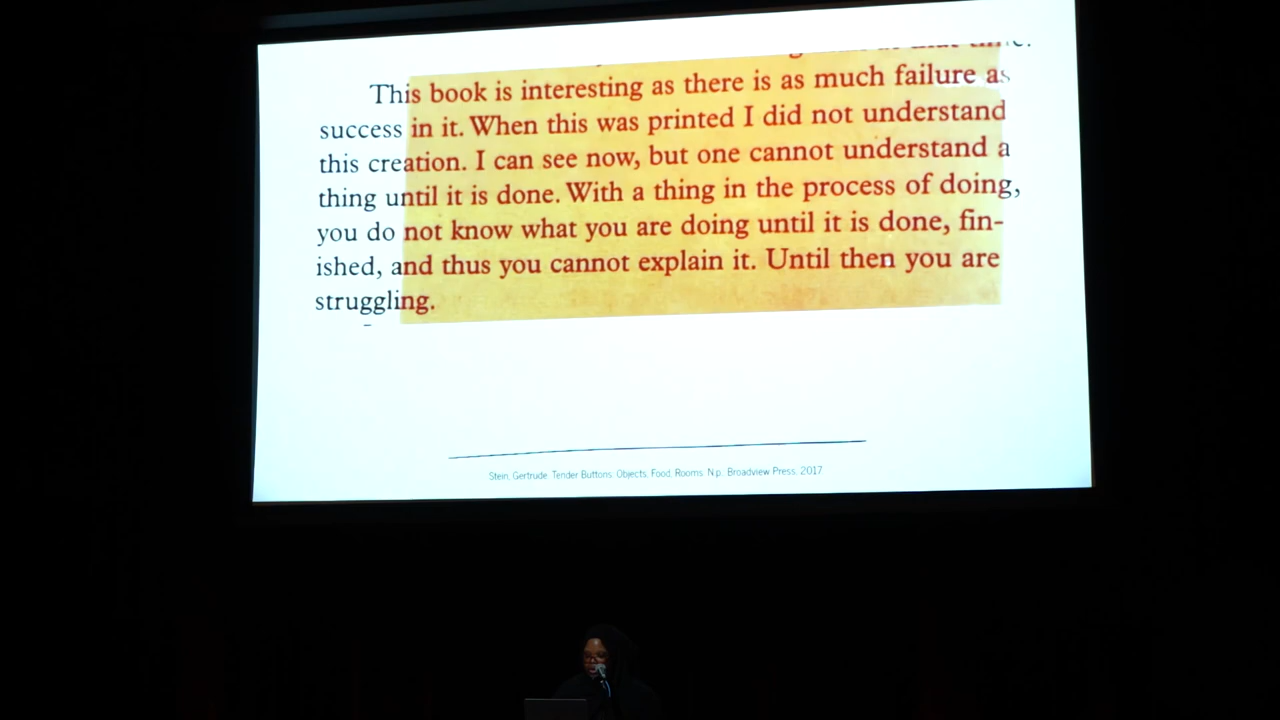 This book is interesting as there is as much failure as
success in it. When this was printed I did not understand
this creation. I can see now, but one cannot understand a
thing until it is done. With a thing in the process of doing,
you do not know what you are doing until it is done, fin-
ished, and thus you cannot explain it. Until then you are
struggling.
Stein, Gertrude. Tender Buttons: Objects, Food, Rooms. N.p.: Broadview Press, 2017.